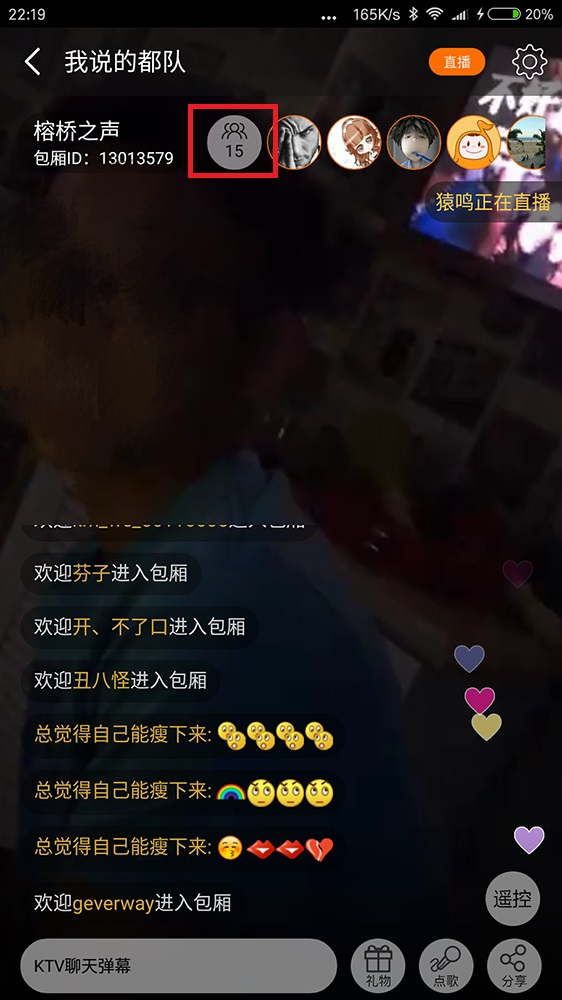 22:19
165K/s
20%
我说的都队
直播
榕桥之声
包厢ID：13013579
15
猿鸣正在直播
欢迎芬子进入包厢
欢迎开、不了口进入包厢
欢迎丑八怪进入包厢
总觉得自己能瘦下来:
总觉得自己能瘦下来:
总觉得自己能瘦下来:
欢迎geverway进入包厢
遥控
KTV聊天弹幕
礼物
点歌
分享